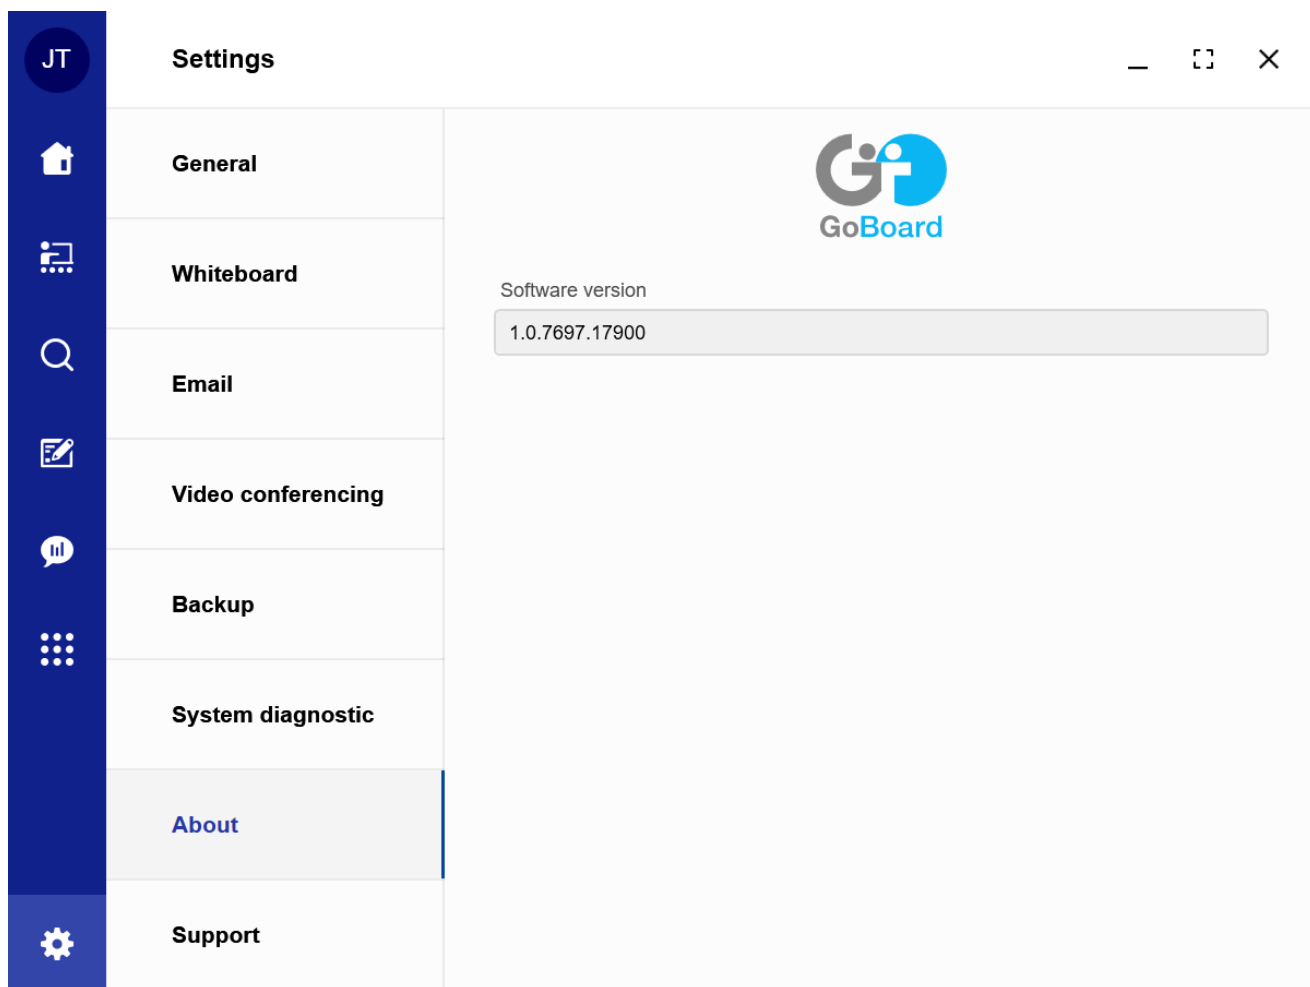 JT
Settings
General
Whiteboard
Email
Video conferencing
Backup
System diagnostic
About
Support
GoBoard
Software version
1.0.7697.17900